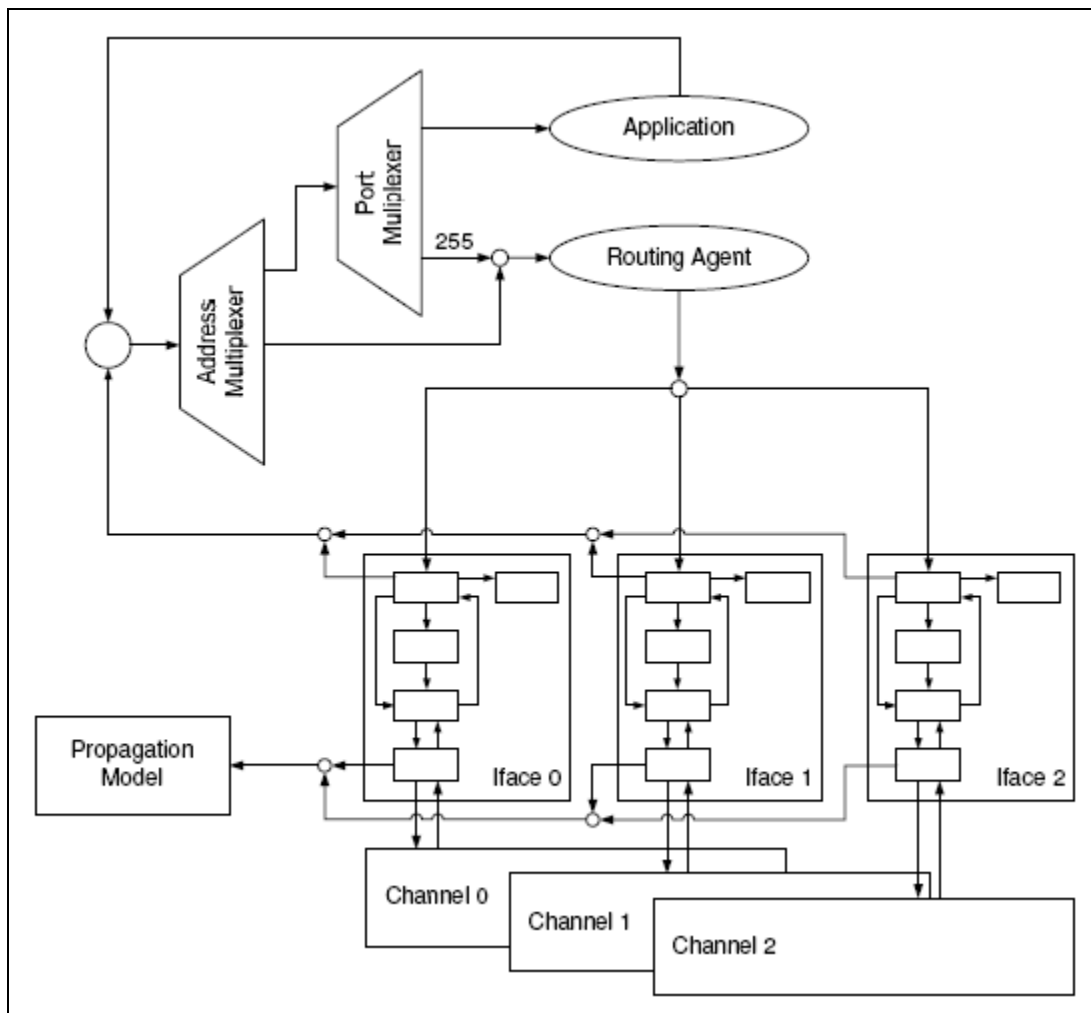 Application
Port
Muliplexer
255
Routing Agent
Address
Multiplexer
Propagation
Model
Iface 0
Iface 1
Iface 2
Channel 0
Channel 1
Channel 2